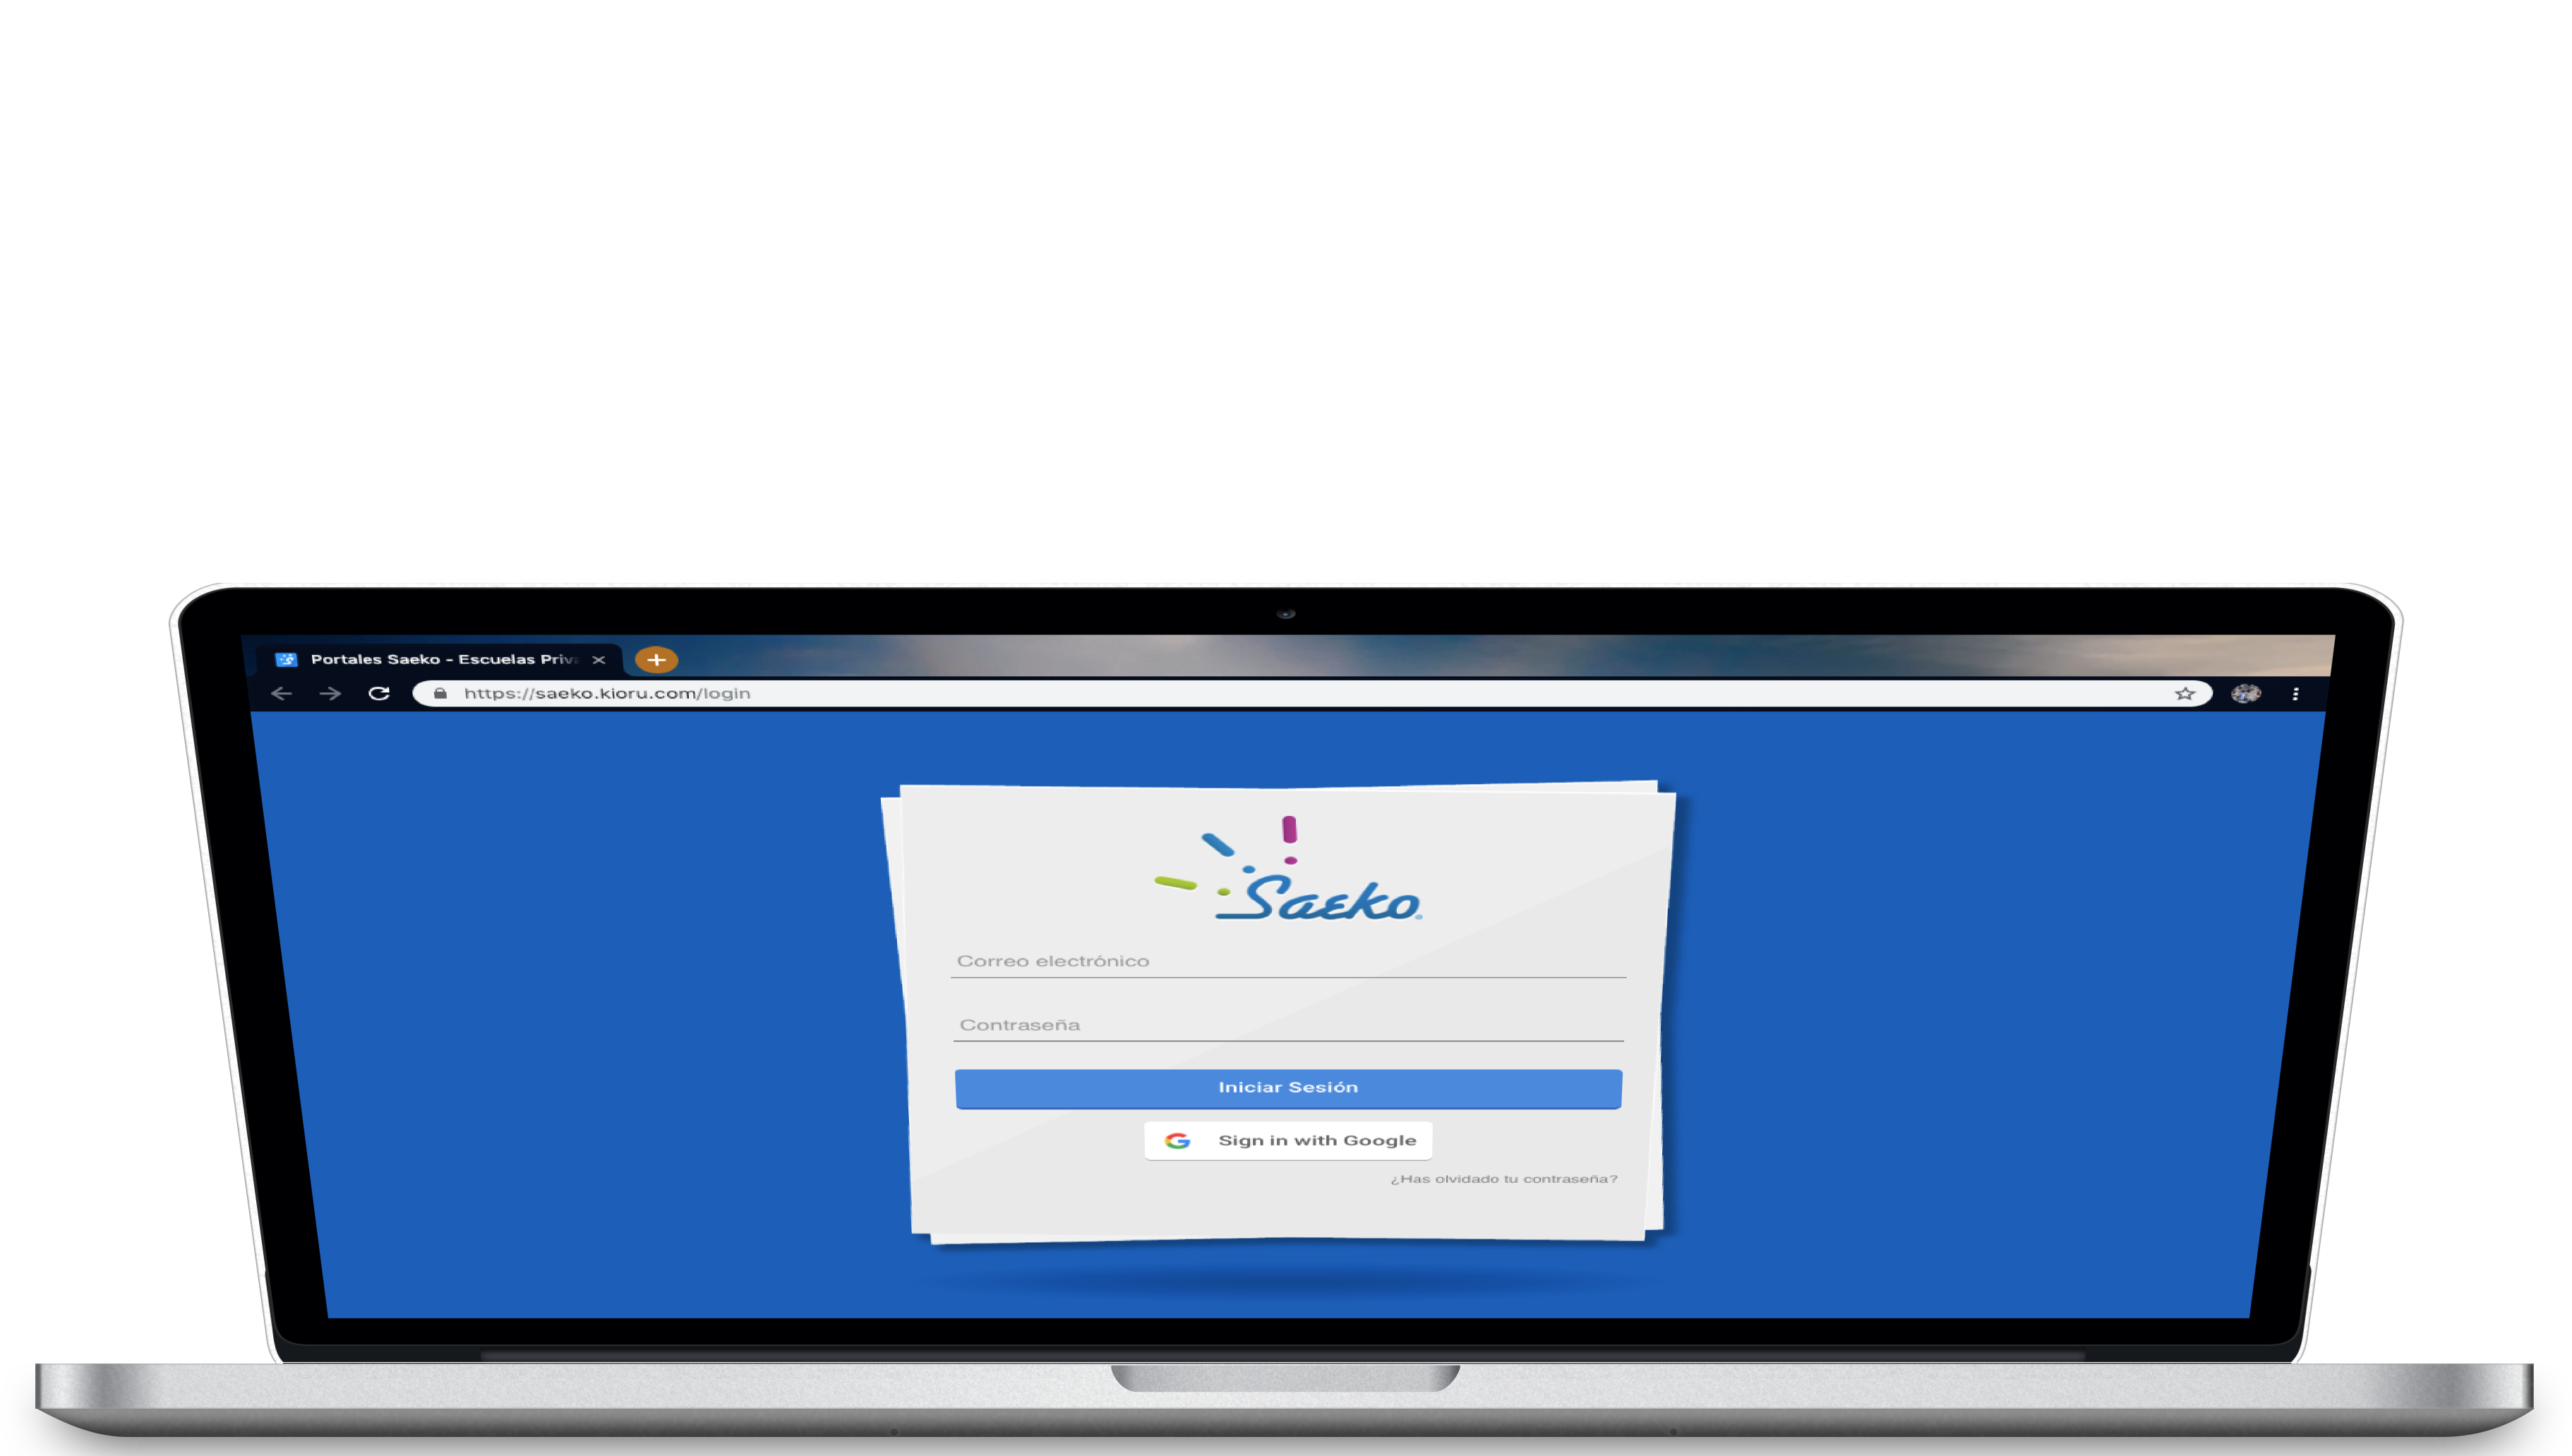 Portales Saeko - Escuelas Priv
https://saeko.kioru.com/login
Saeko
Correo electrónico
Contraseña
Iniciar Sesión
Sign in with Google
¿Has olvidado tu contraseña?